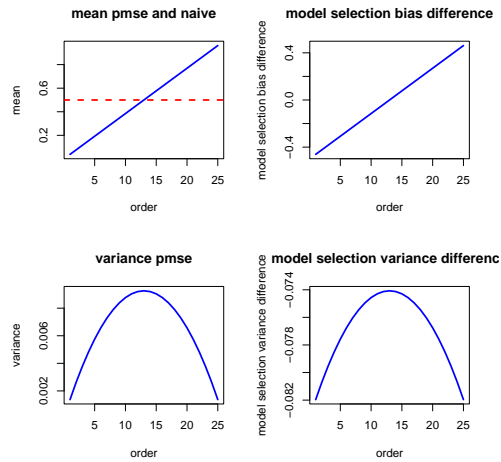 mean pmse and naive
mean
0.2
0.6
5 10 15 20 25
order
model selection bias difference
model selection bias difference
−0.4
0.0
0.4
5 10 15 20 25
order
variance pmse
variance
0.002
0.006
5 10 15 20 25
order
model selection variance differenc
model selection variance difference
−0.082
−0.078
−0.074
5 10 15 20 25
order